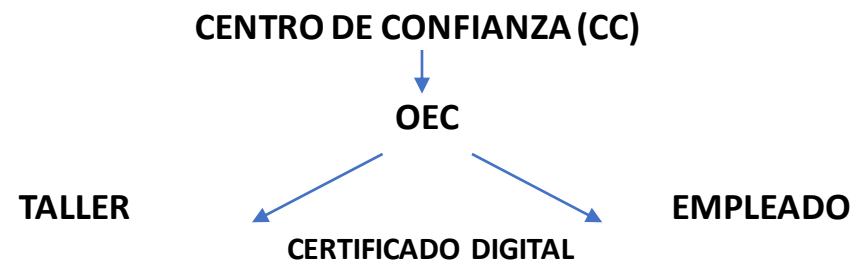 CENTRO DE CONFIANZA (CC)
OEC
TALLER EMPLEADO
CERTIFICADO DIGITAL